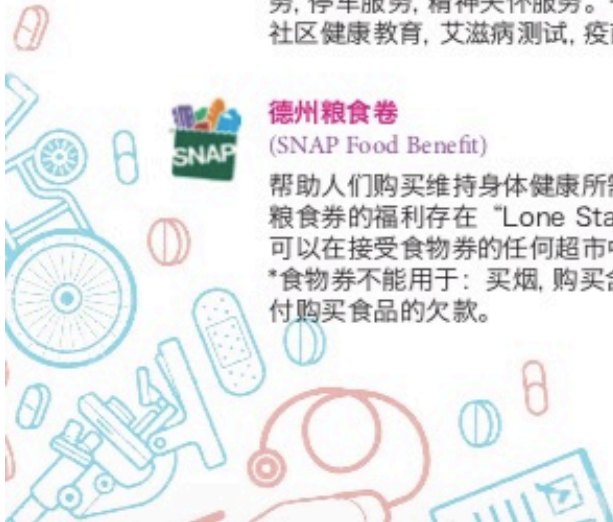 务, 停车服务, 精神关怀服务。
社区健康教育, 艾滋病测试, 疫
SNAP
德州粮食卷
(SNAP Food Benefit)
帮助人们购买维持身体健康所
粮食券的福利存在“Lone Sta
可以在接受食物券的任何超市
*食物券不能用于：买烟, 购买
付购买食品的欠款。